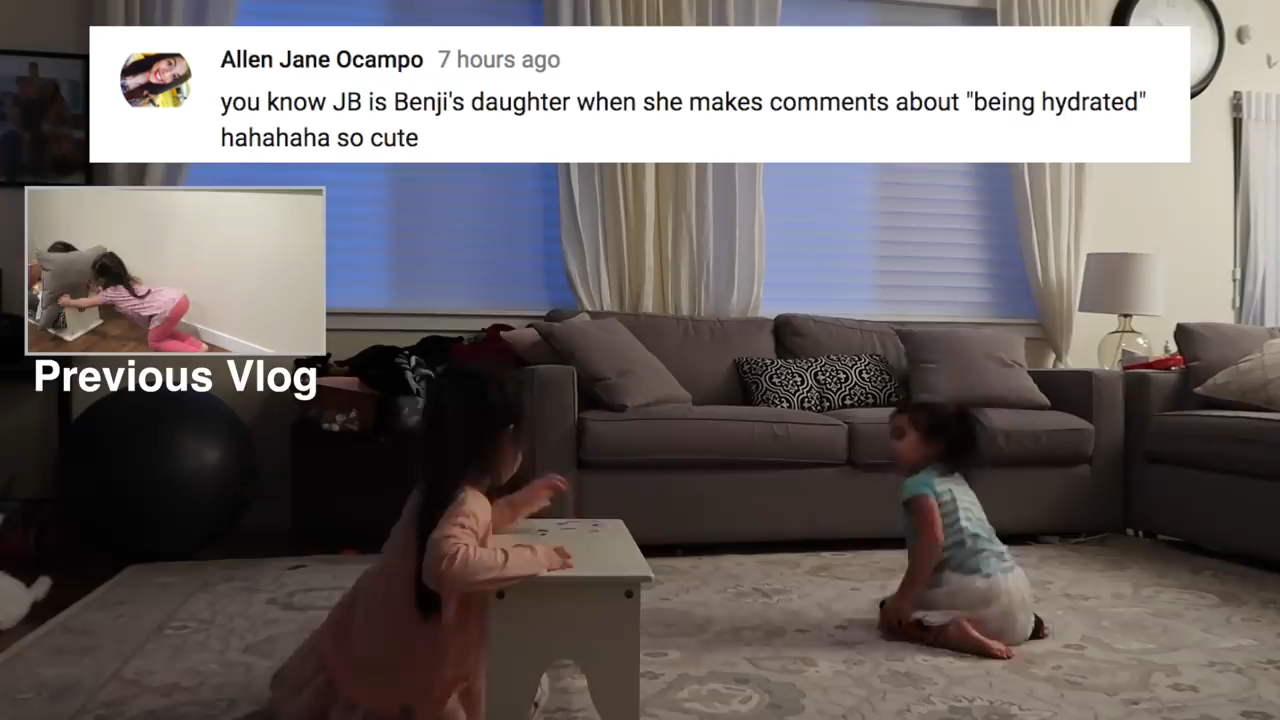 Allen Jane Ocampo 7 hours ago
you know JB is Benji's daughter when she makes comments about "being hydrated"
hahahaha so cute
Previous Vlog